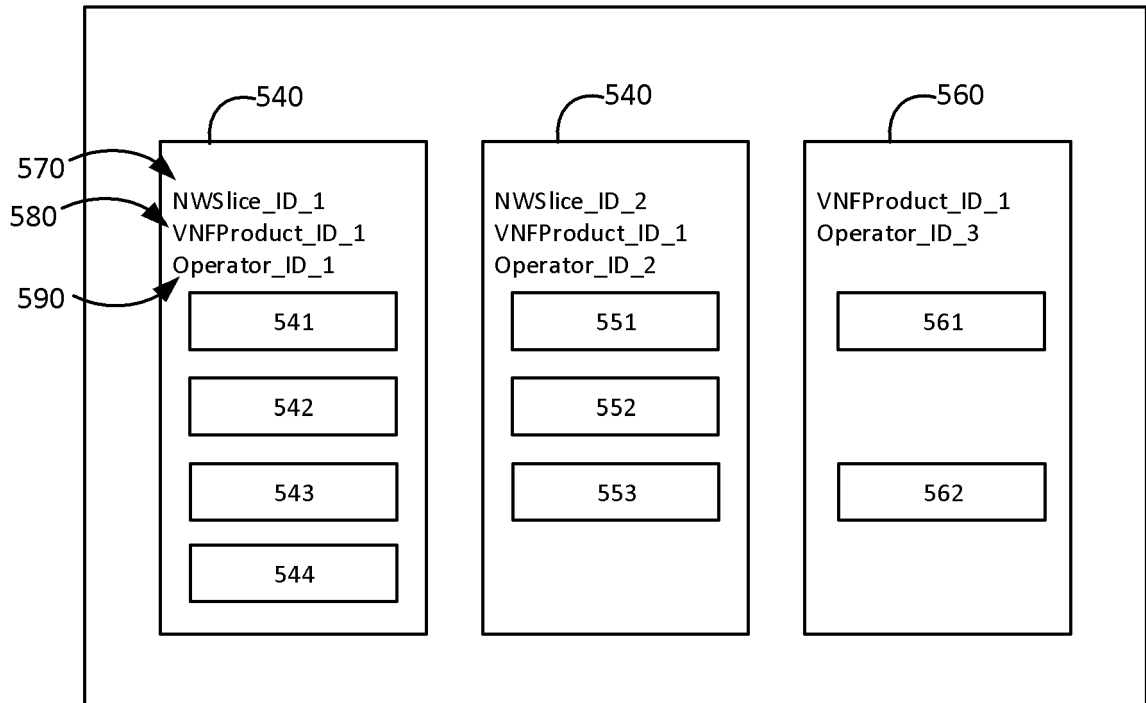 540
540
560
570
580
590
NWSlice_ID_1
VNFProduct_ID_1
Operator_ID_1
541
542
543
544
NWSlice_ID_2
VNFProduct_ID_1
Operator_ID_2
551
552
553
VNFProduct_ID_1
Operator_ID_3
561
562